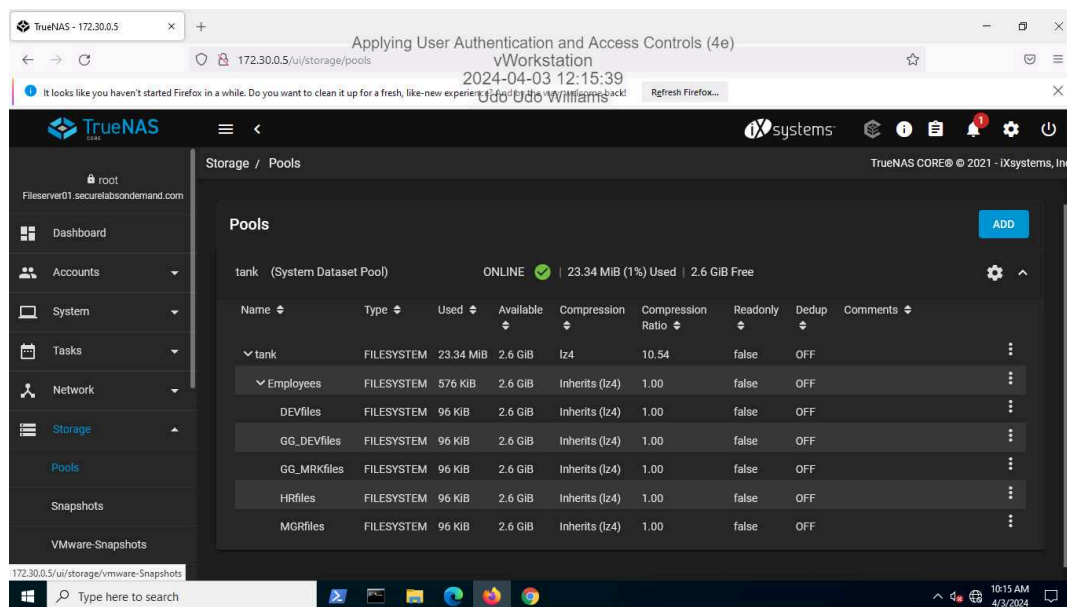 TrueNAS - 172.30.0.5
Applying User Authentication and Access Controls (4e)
vWorkstation
2024-04-03 12:15:39
Udo Udo Williams
172.30.0.5/ui/storage/pools
It looks like you haven't started Firefox in a while. Do you want to clean it up for a fresh, like-new experience? And by the way, welcome back!
Refresh Firefox...
TrueNAS
CORE
iXsystems
1
root
Fileserver01.securelabsondemand.com
Storage / Pools
TrueNAS CORE® © 2021 - iXsystems, Inc
Dashboard
Accounts
System
Tasks
Network
Storage
Pools
Snapshots
VMware-Snapshots
172.30.0.5/ui/storage/vmware-Snapshots
Pools
ADD
tank (System Dataset Pool) ONLINE | 23.34 MiB (1%) Used | 2.6 GiB Free
Name Type Used Available Compression Compression Ratio Readonly Dedup Comments
tank FILESYSTEM 23.34 MiB 2.6 GiB lz4 10.54 false OFF
Employees FILESYSTEM 576 KiB 2.6 GiB Inherits (lz4) 1.00 false OFF
DEVfiles FILESYSTEM 96 KiB 2.6 GiB Inherits (lz4) 1.00 false OFF
GG_DEVfiles FILESYSTEM 96 KiB 2.6 GiB Inherits (lz4) 1.00 false OFF
GG_MRKfiles FILESYSTEM 96 KiB 2.6 GiB Inherits (lz4) 1.00 false OFF
HRfiles FILESYSTEM 96 KiB 2.6 GiB Inherits (lz4) 1.00 false OFF
MGRfiles FILESYSTEM 96 KiB 2.6 GiB Inherits (lz4) 1.00 false OFF
Type here to search
10:15 AM
4/3/2024